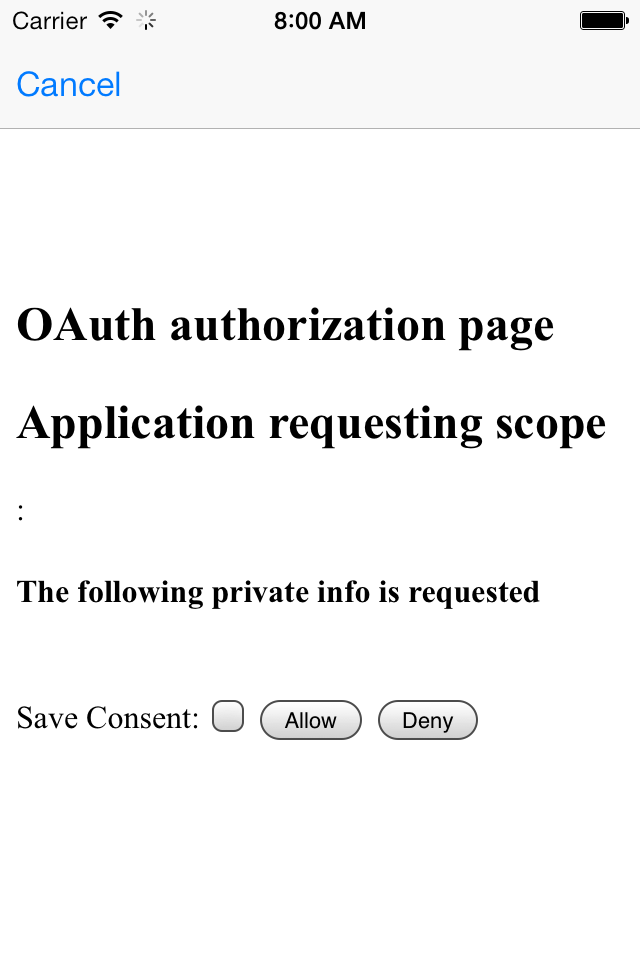 Carrier 8:00 AM
Cancel
OAuth authorization page
Application requesting scope
:
The following private info is requested
Save Consent: Allow Deny